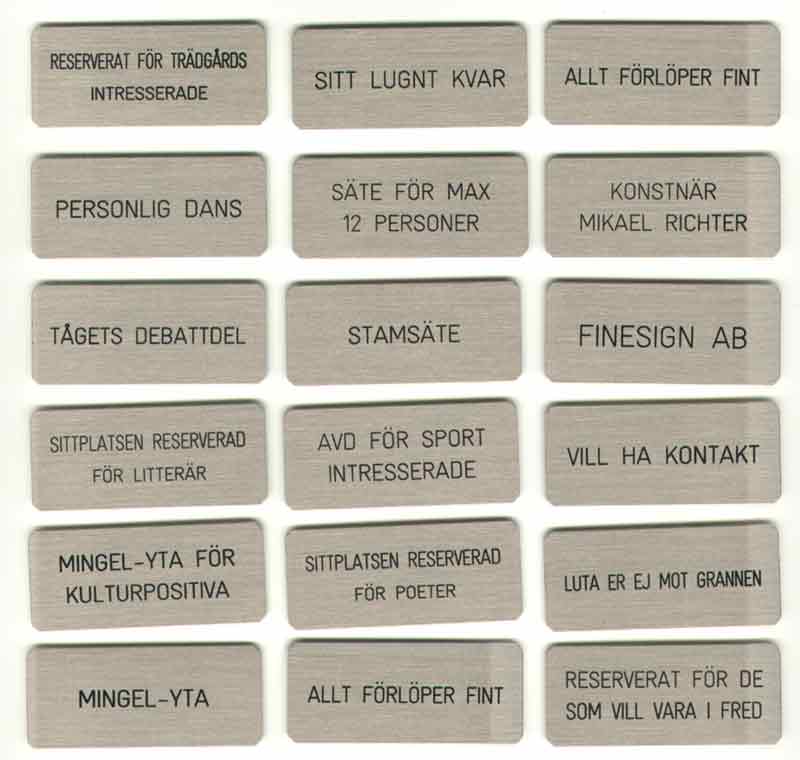 RESERVERAT FÖR TRÄDGÅRDS
INTRESSERADE
SITT LUGNT KVAR
ALLT FÖRLÖPER FINT
PERSONLIG DANS
SÄTE FÖR MAX
12 PERSONER
KONSTNÄR
MIKAEL RICHTER
TÅGETS DEBATTDEL
STAMSÄTE
FINESIGN AB
SITTPLATSEN RESERVERAD
FÖR LITTERÄR
AVD FÖR SPORT
INTRESSERADE
VILL HA KONTAKT
MINGEL-YTA FÖR
KULTURPOSITIVA
SITTPLATSEN RESERVERAD
FÖR POETER
LUTA ER EJ MOT GRANNEN
MINGEL-YTA
ALLT FÖRLÖPER FINT
RESERVERAT FÖR DE
SOM VILL VARA I FRED